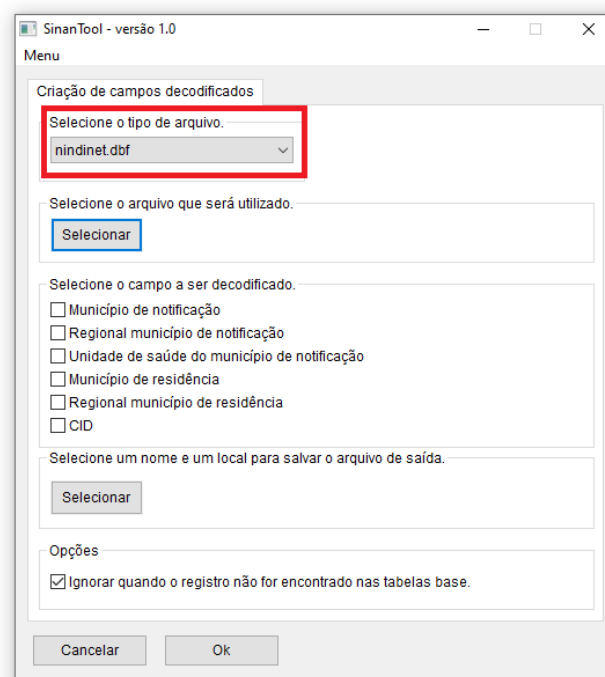 SinanTool - versão 1.0
Menu
Criação de campos decodificados
Selecione o tipo de arquivo.
nindinet.dbf
Selecione o arquivo que será utilizado.
Selecionar
Selecione o campo a ser decodificado.
Município de notificação
Regional município de notificação
Unidade de saúde do município de notificação
Município de residência
Regional município de residência
CID
Selecione um nome e um local para salvar o arquivo de saída.
Selecionar
Opções
Ignorar quando o registro não for encontrado nas tabelas base.
Cancelar Ok